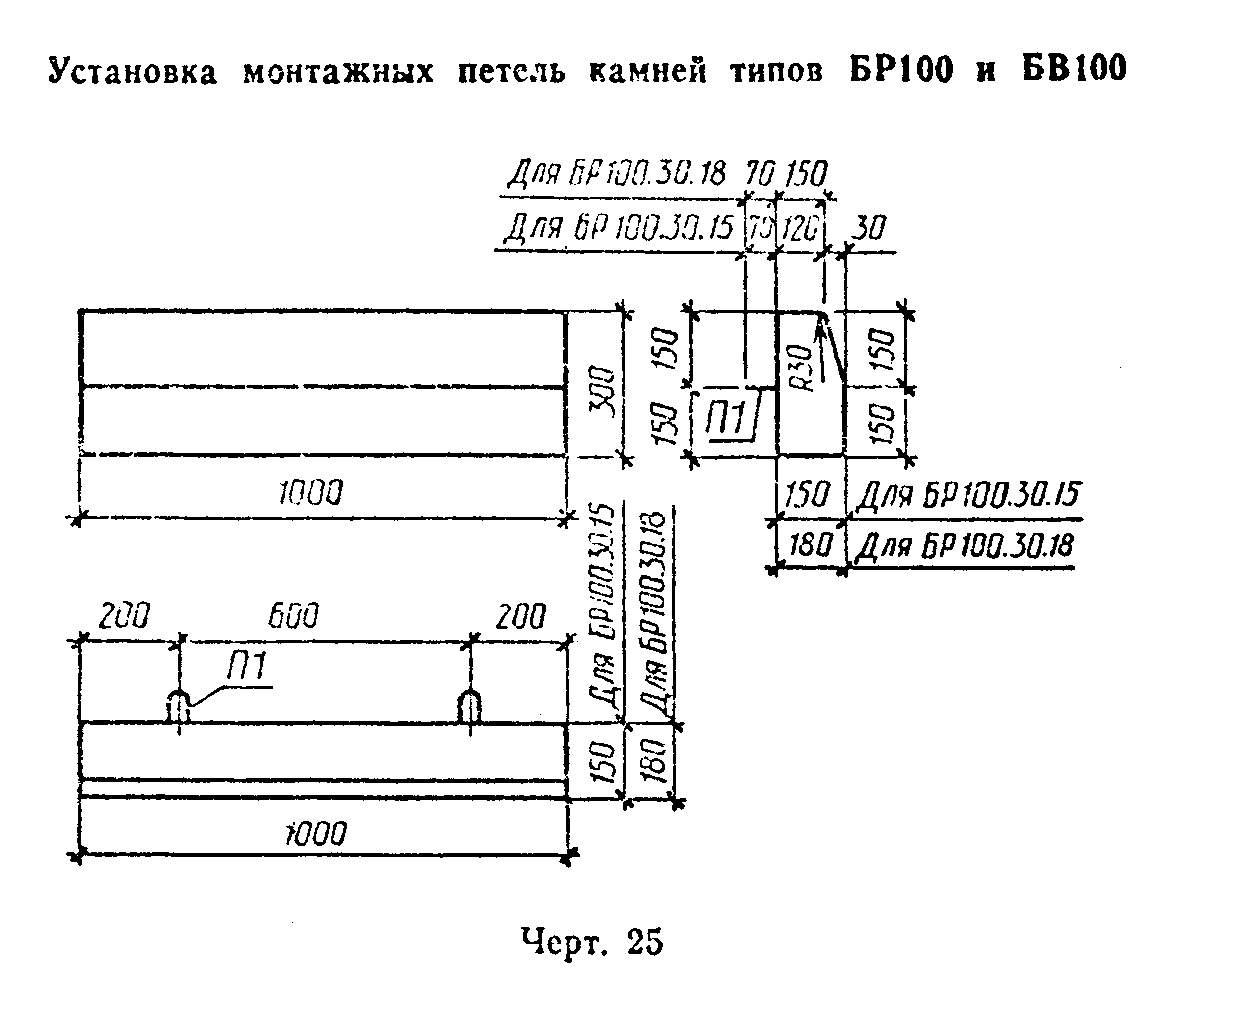 Установка монтажных петель камней типов БР100 и БВ100
Для БР100.30.18 70 150
Для БР100.30.15 70 120 30
150
150
300
R30
150
150
П1
1000
150 Для БР100.30.15
180 Для БР100.30.18
Для БР100.30.15
Для БР100.30.18
200 600 200
П1
150
180
1000
Черт. 25